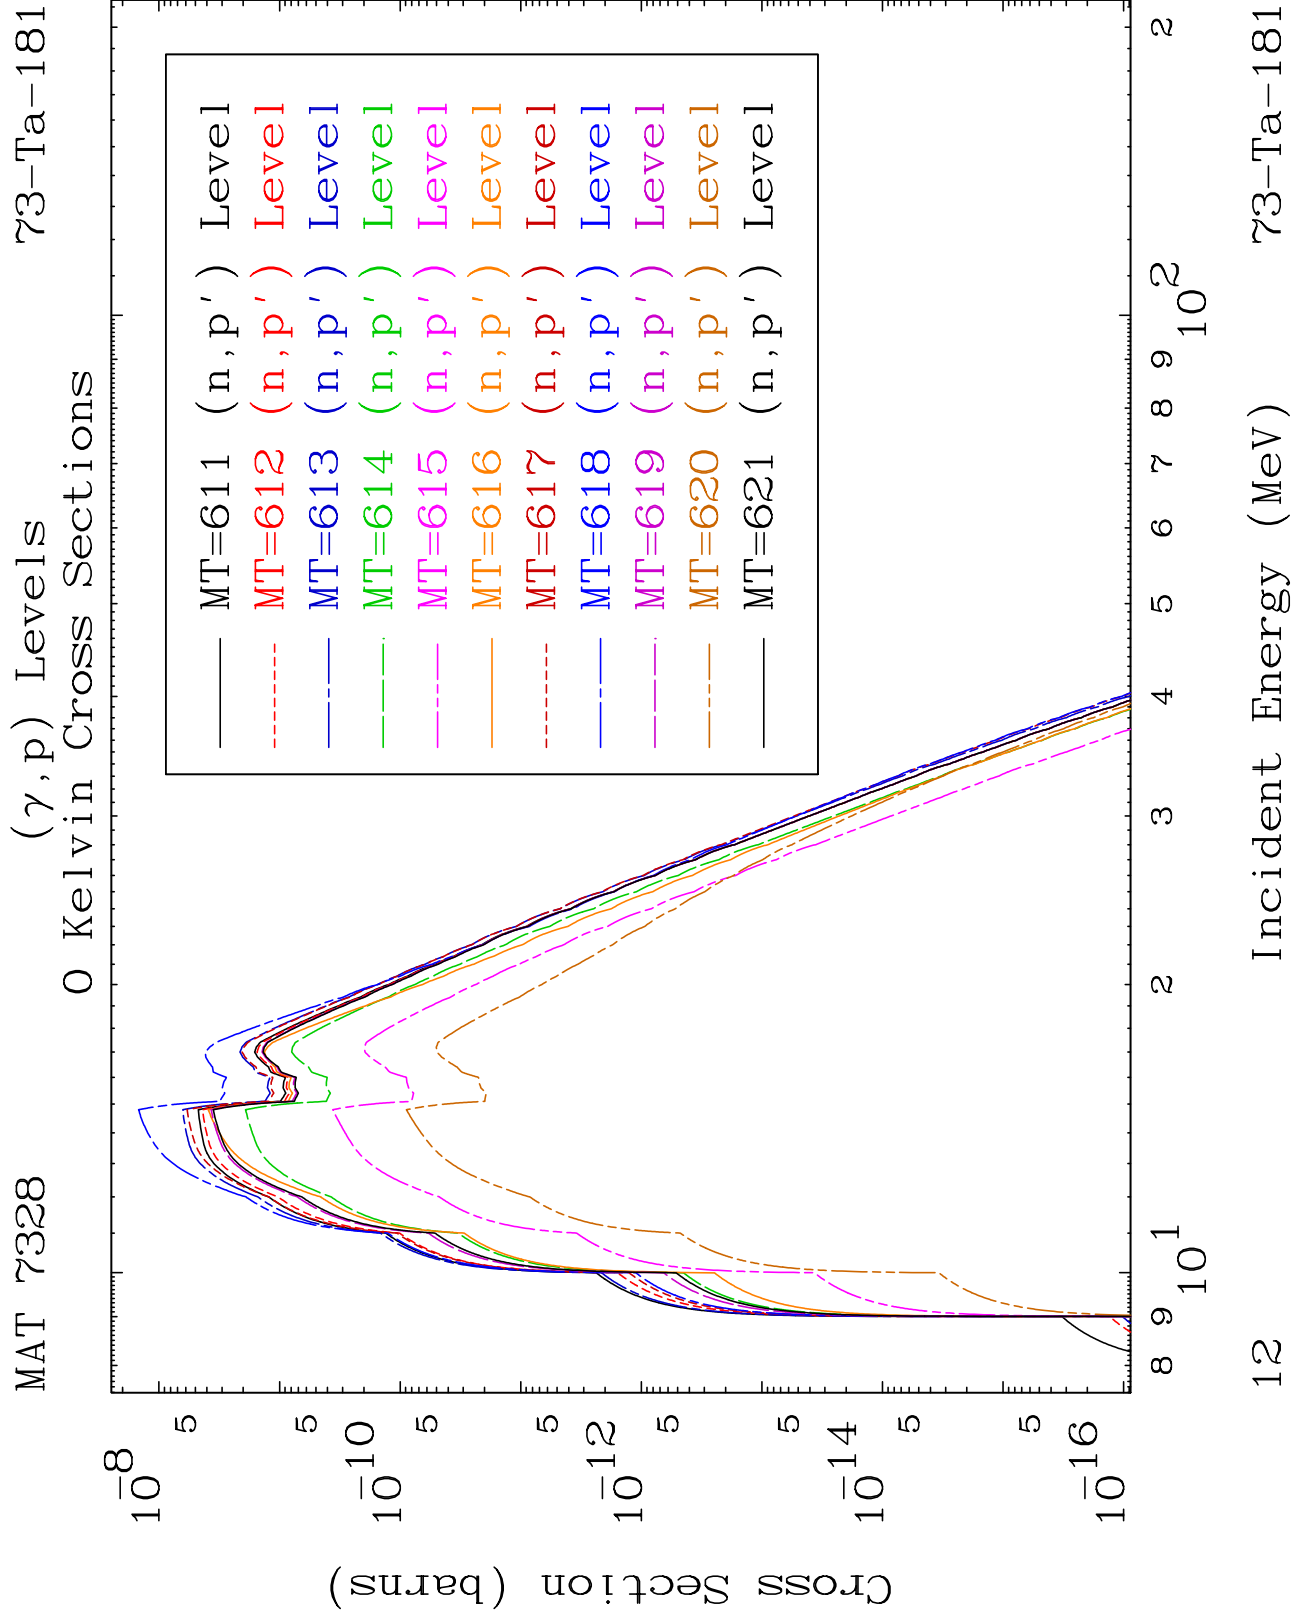 MAT 7328
(γ,p) Levels
73-Ta-181
0 Kelvin Cross Sections
MT=611 (n,p') Level
MT=612 (n,p') Level
MT=613 (n,p') Level
MT=614 (n,p') Level
MT=615 (n,p') Level
MT=616 (n,p') Level
MT=617 (n,p') Level
MT=618 (n,p') Level
MT=619 (n,p') Level
MT=620 (n,p') Level
MT=621 (n,p') Level
Cross Section (barns)
10-8
5
10-10
5
10-12
5
10-14
5
5
10-16
8 9 10 1 2 3 4 5 6 7 8 9 10 2 2
12
Incident Energy (MeV)
73-Ta-181